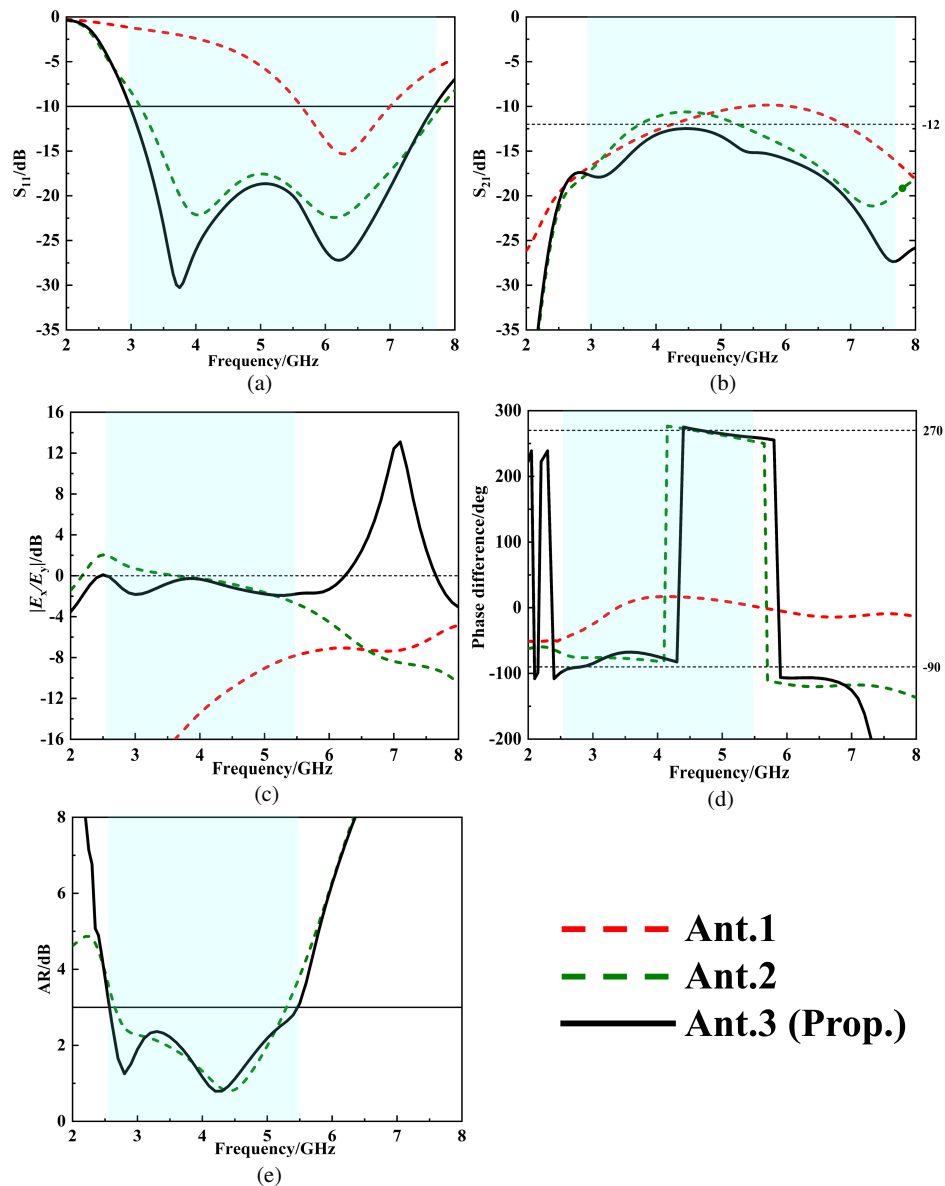 0
-5
-10
-15
-20
-25
-30
-35
S11/dB
2 3 4 5 6 7 8
Frequency/GHz
(a)
0
-5
-10
-15
-20
-25
-30
-35
S21/dB
-12
2 3 4 5 6 7 8
Frequency/GHz
(b)
12
8
4
0
-4
-8
-12
-16
|Ex/Ey|/dB
2 3 4 5 6 7 8
Frequency/GHz
(c)
300
250
200
150
100
50
0
-50
-100
-200
Phase difference/deg
270
-90
2 3 4 5 6 7 8
Frequency/GHz
(d)
8
6
4
2
0
AR/dB
2 3 4 5 6 7 8
Frequency/GHz
(e)
Ant.1
Ant.2
Ant.3 (Prop.)